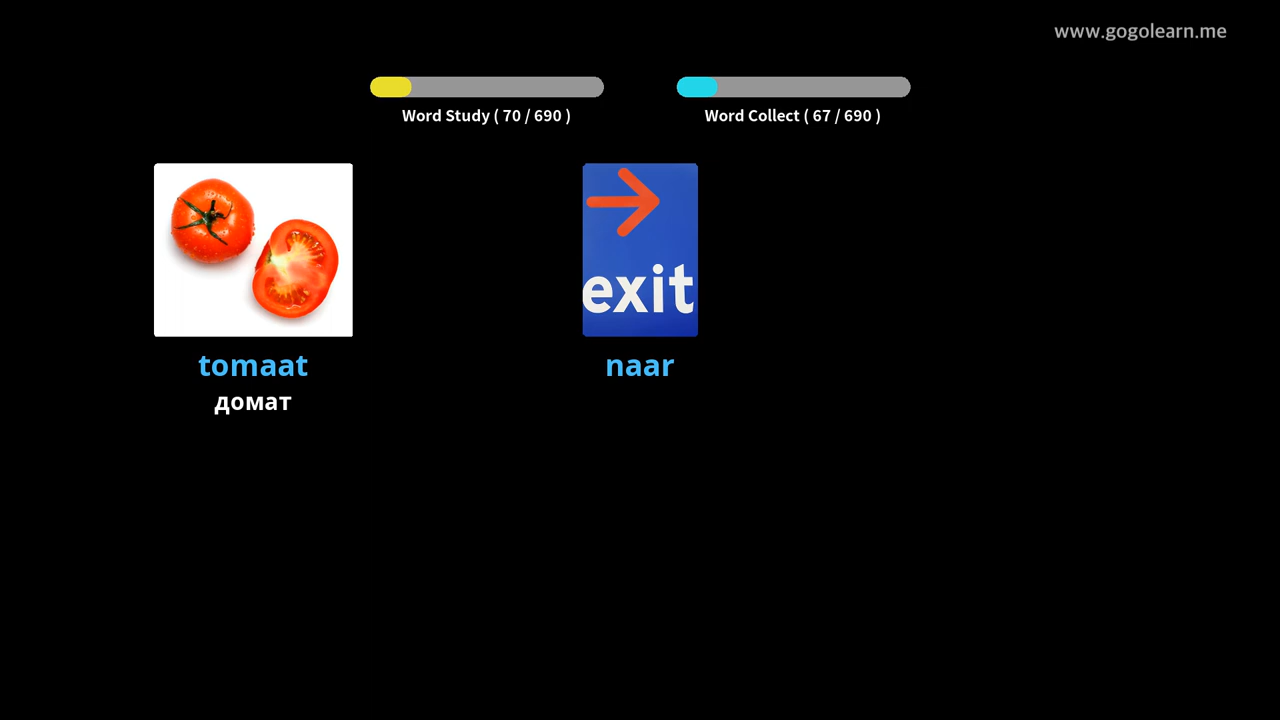 www.gogolearn.me
Word Study ( 70 / 690 )
Word Collect ( 67 / 690 )
exit
tomaat
naar
домат